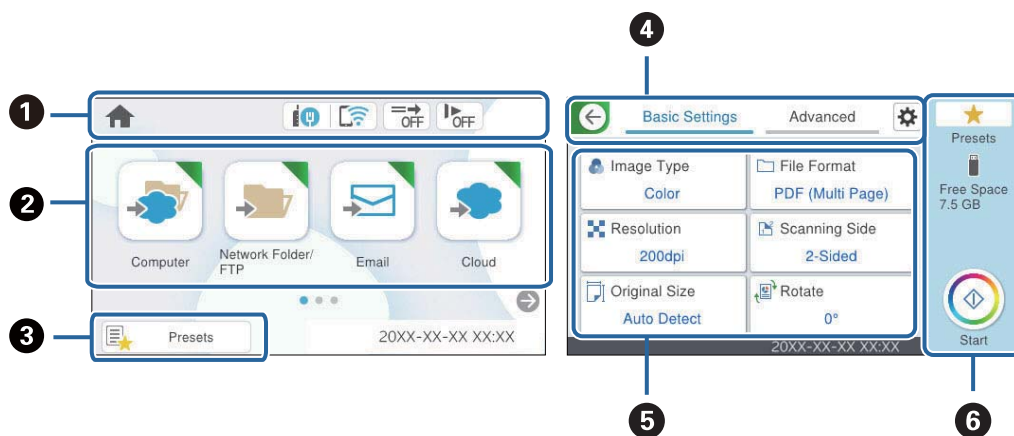 4
1
OFF
OFF
2
Computer
Network Folder/
FTP
Email
Cloud
3
Presets
20XX-XX-XX XX:XX
Basic Settings
Advanced
Image Type
Color
File Format
PDF (Multi Page)
Resolution
200dpi
Scanning Side
2-Sided
Original Size
Auto Detect
Rotate
0°
20XX-XX-XX XX:XX
Presets
Free Space
7.5 GB
Start
5
6